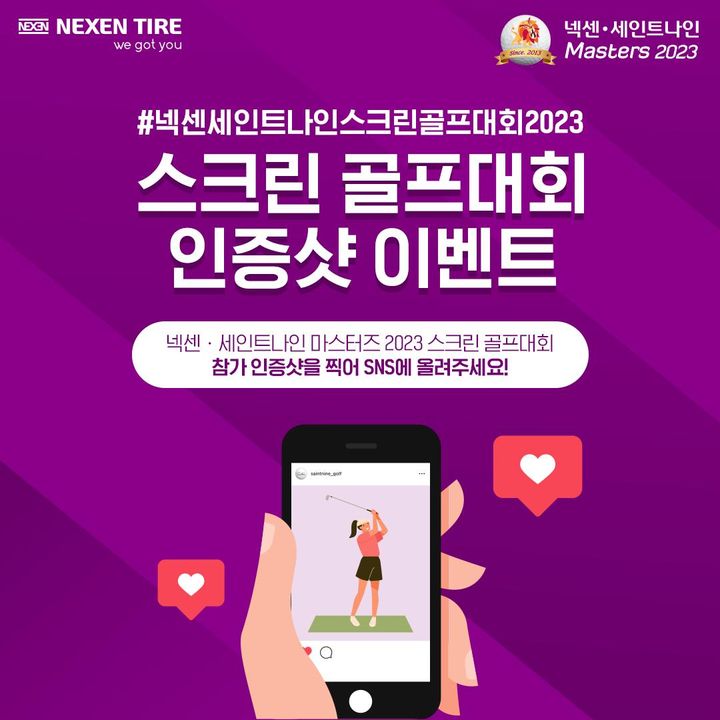 NEXEN NEXEN TIRE
we got you
Since. 2013
넥센·세인트나인
Masters 2023
#넥센세인트나인스크린골프대회2023
스크린 골프대회
인증샷 이벤트
넥센 · 세인트나인 마스터즈 2023 스크린 골프대회
참가 인증샷을 찍어 SNS에 올려주세요!
saintnine_golf